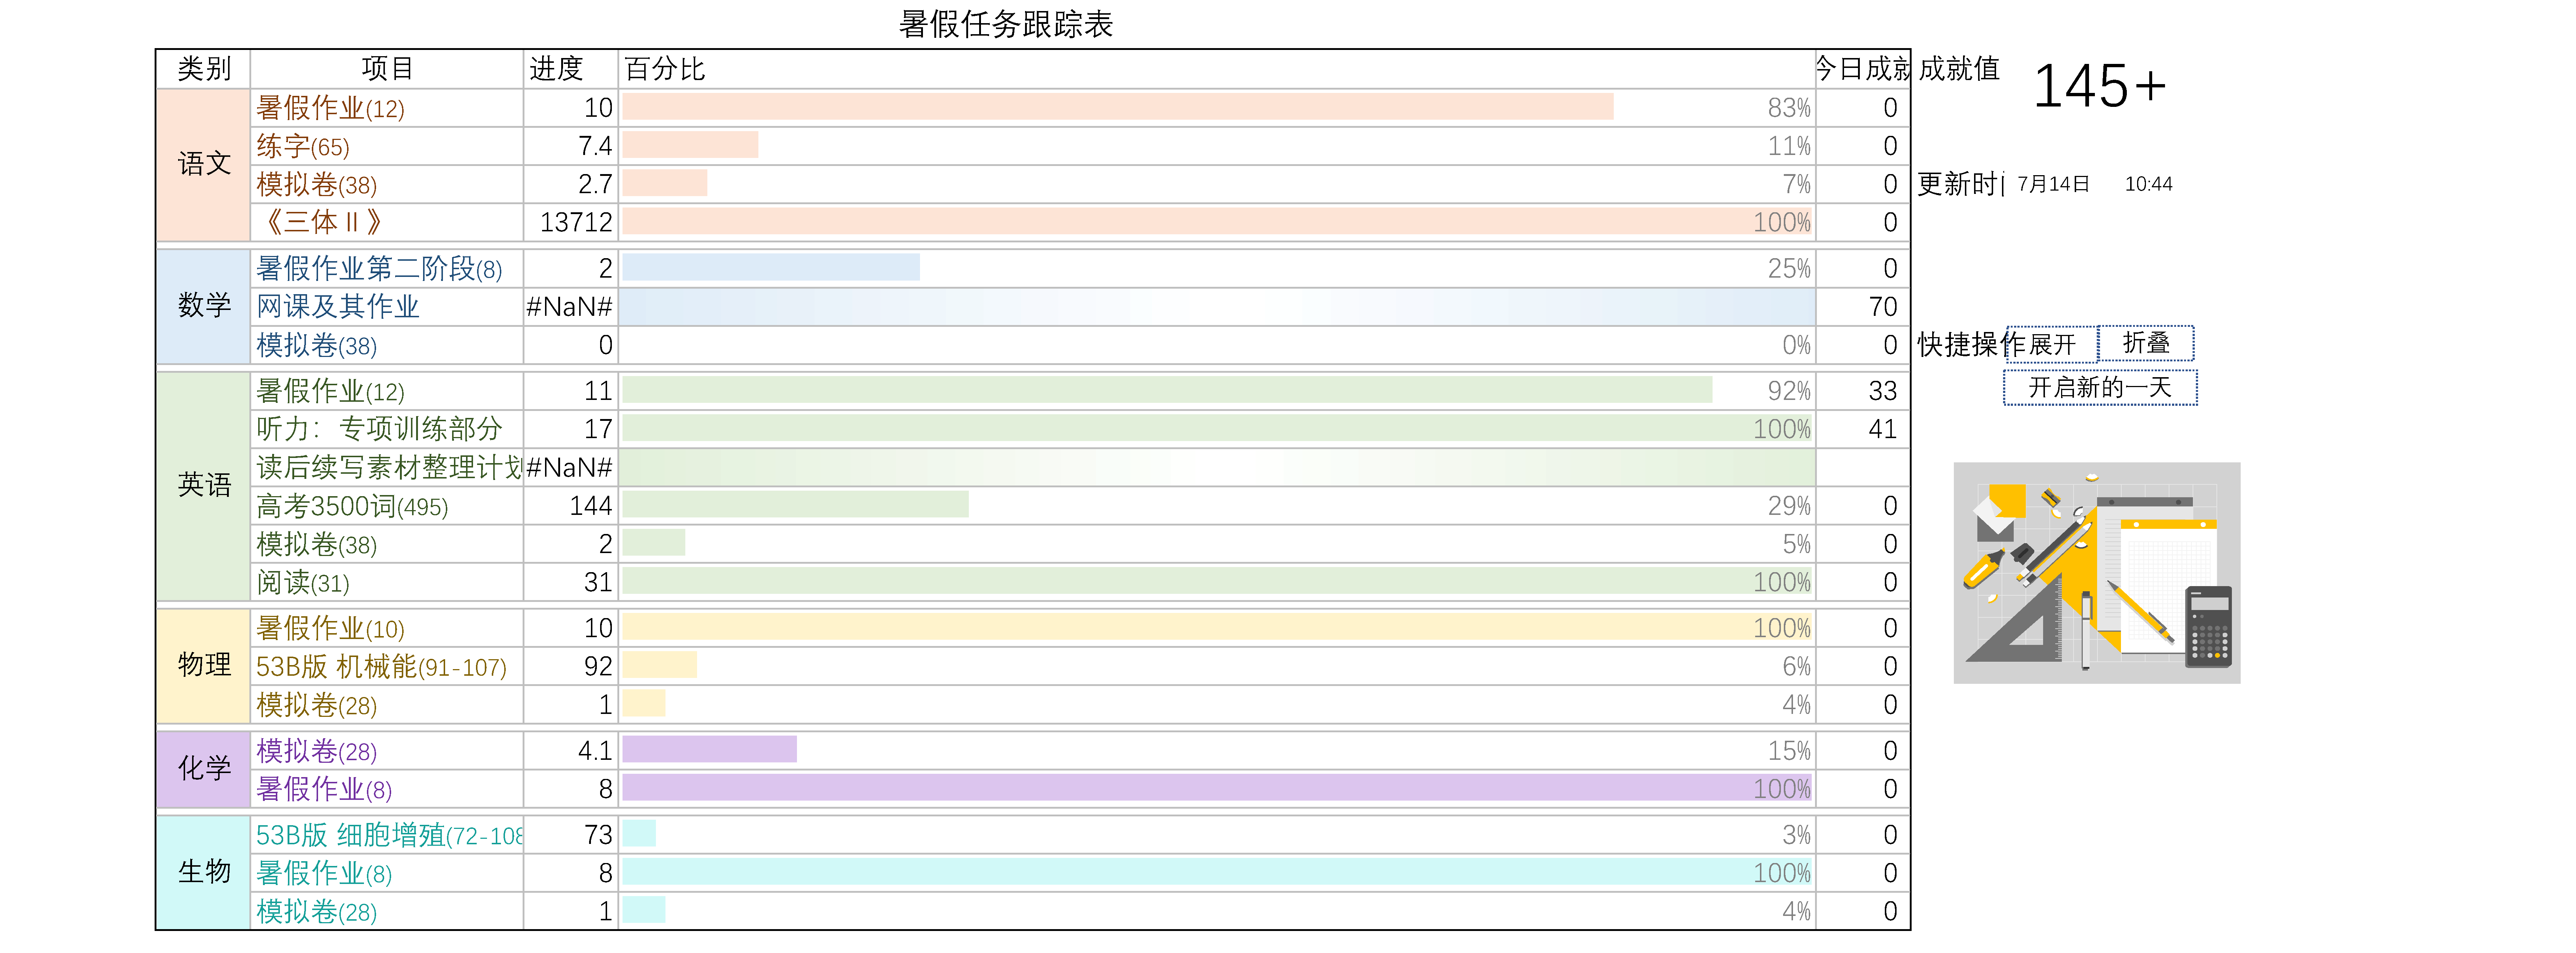 暑假任务跟踪表
类别 项目 进度 百分比 今日成就 成就值 145+
语文
暑假作业(12) 10 83% 0
练字(65) 7.4 11% 0
模拟卷(38) 2.7 7% 0 更新时 7月14日 10:44
《三体Ⅱ》 13712 100% 0
数学
暑假作业第二阶段(8) 2 25% 0
网课及其作业 #NaN# 70
模拟卷(38) 0 0% 0 快捷操作 展开 折叠
开启新的一天
英语
暑假作业(12) 11 92% 33
听力：专项训练部分 17 100% 41
读后续写素材整理计划 #NaN#
高考3500词(495) 144 29% 0
模拟卷(38) 2 5% 0
阅读(31) 31 100% 0
物理
暑假作业(10) 10 100% 0
53B版 机械能(91-107) 92 6% 0
模拟卷(28) 1 4% 0
化学
模拟卷(28) 4.1 15% 0
暑假作业(8) 8 100% 0
生物
53B版 细胞增殖(72-108 73 3% 0
暑假作业(8) 8 100% 0
模拟卷(28) 1 4% 0